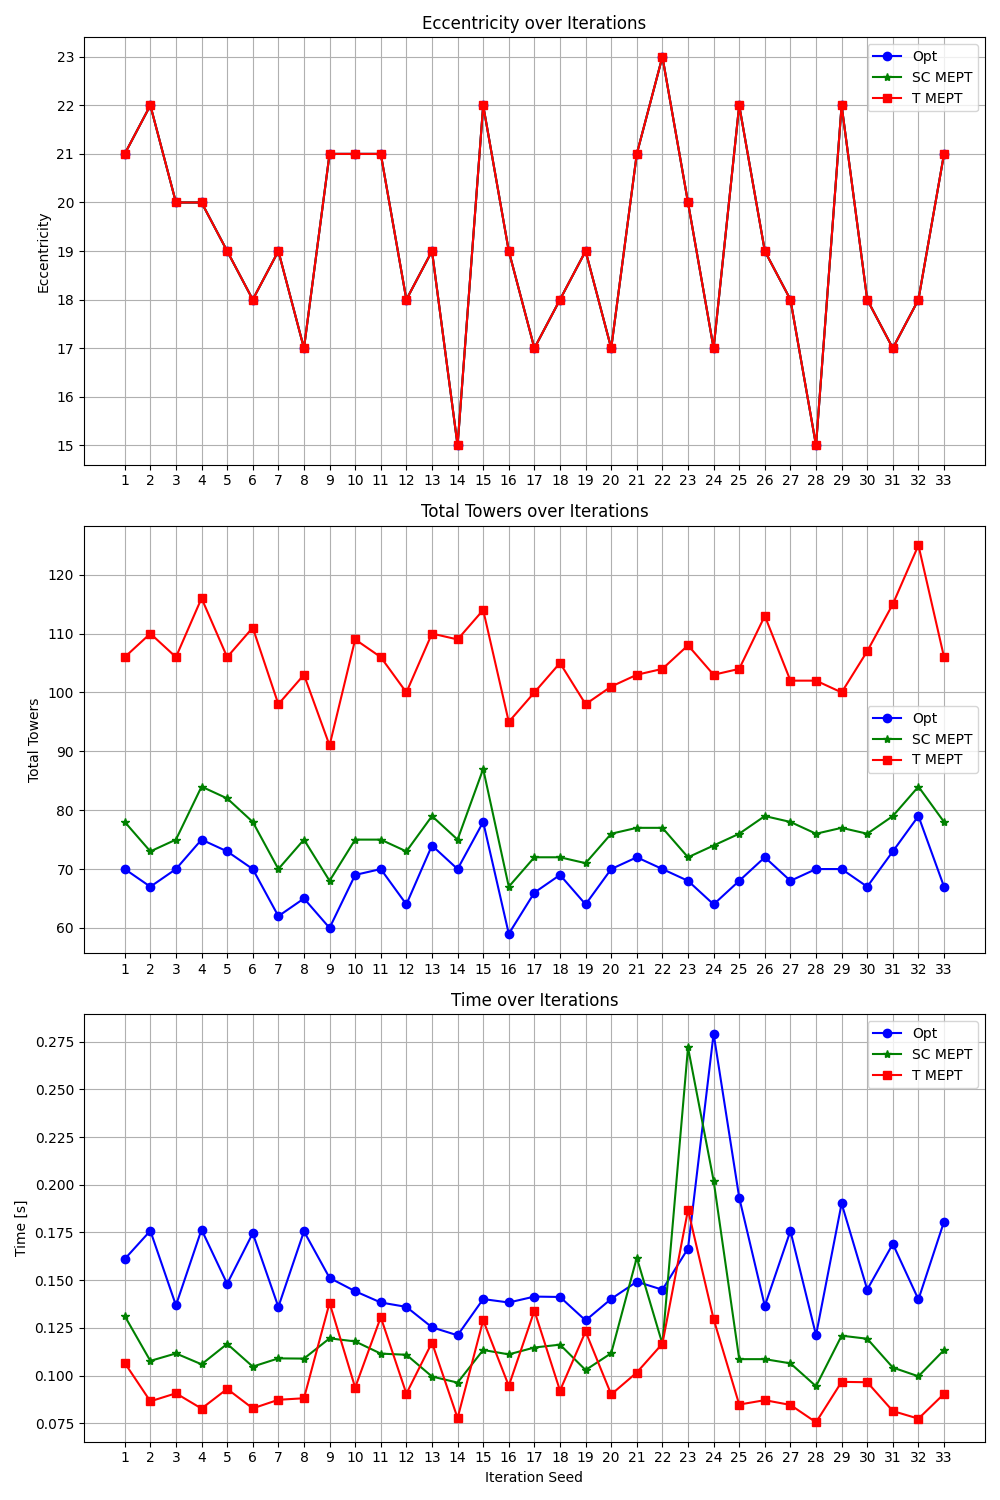 Eccentricity over Iterations
Eccentricity
23
22
21
20
19
18
17
16
15
Opt
SC MEPT
T MEPT
1 2 3 4 5 6 7 8 9 10 11 12 13 14 15 16 17 18 19 20 21 22 23 24 25 26 27 28 29 30 31 32 33
Total Towers over Iterations
Total Towers
120
110
100
90
80
70
60
Opt
SC MEPT
T MEPT
1 2 3 4 5 6 7 8 9 10 11 12 13 14 15 16 17 18 19 20 21 22 23 24 25 26 27 28 29 30 31 32 33
Time over Iterations
Time [s]
0.275
0.250
0.225
0.200
0.175
0.150
0.125
0.100
0.075
Opt
SC MEPT
T MEPT
1 2 3 4 5 6 7 8 9 10 11 12 13 14 15 16 17 18 19 20 21 22 23 24 25 26 27 28 29 30 31 32 33
Iteration Seed